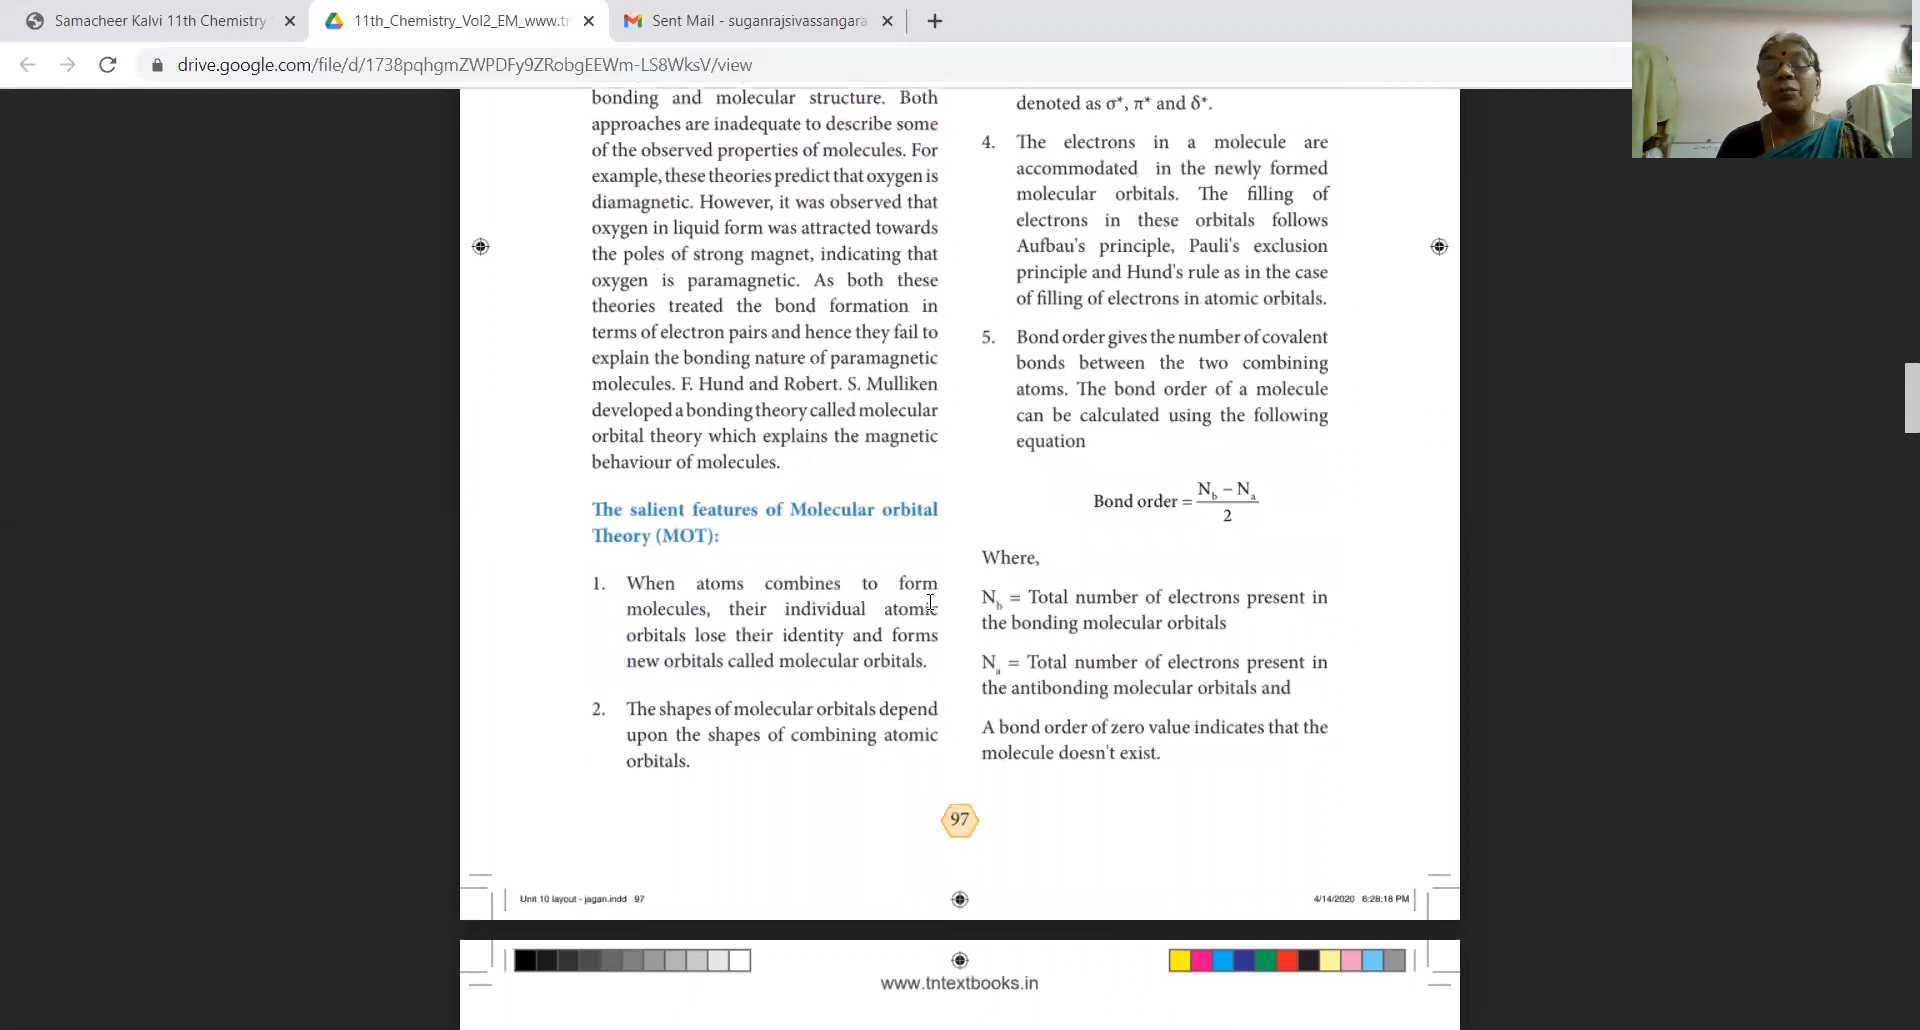 Samacheer Kalvi 11th Chemistry
11th_Chemistry_Vol2_EM_www.tr
Sent Mail - suganrajsivassangara
drive.google.com/file/d/1738pqhgmZWPDFy9ZRobgEEWm-LS8WksV/view
bonding and molecular structure. Both
approaches are inadequate to describe some
of the observed properties of molecules. For
example, these theories predict that oxygen is
diamagnetic. However, it was observed that
oxygen in liquid form was attracted towards
the poles of strong magnet, indicating that
oxygen is paramagnetic. As both these
theories treated the bond formation in
terms of electron pairs and hence they fail to
explain the bonding nature of paramagnetic
molecules. F. Hund and Robert. S. Mulliken
developed a bonding theory called molecular
orbital theory which explains the magnetic
behaviour of molecules.
The salient features of Molecular orbital
Theory (MOT):
1. When atoms combines to form
molecules, their individual atomic
orbitals lose their identity and forms
new orbitals called molecular orbitals.
2. The shapes of molecular orbitals depend
upon the shapes of combining atomic
orbitals.
denoted as σ*, π* and δ*.
4. The electrons in a molecule are
accommodated in the newly formed
molecular orbitals. The filling of
electrons in these orbitals follows
Aufbau's principle, Pauli's exclusion
principle and Hund's rule as in the case
of filling of electrons in atomic orbitals.
5. Bond order gives the number of covalent
bonds between the two combining
atoms. The bond order of a molecule
can be calculated using the following
equation
Bond order = (N_b − N_a) / 2
Where,
N_b = Total number of electrons present in
the bonding molecular orbitals
N_a = Total number of electrons present in
the antibonding molecular orbitals and
A bond order of zero value indicates that the
molecule doesn't exist.
97
Unit 10 layout - jagan.indd 97
4/14/2020 6:28:18 PM
www.tntextbooks.in